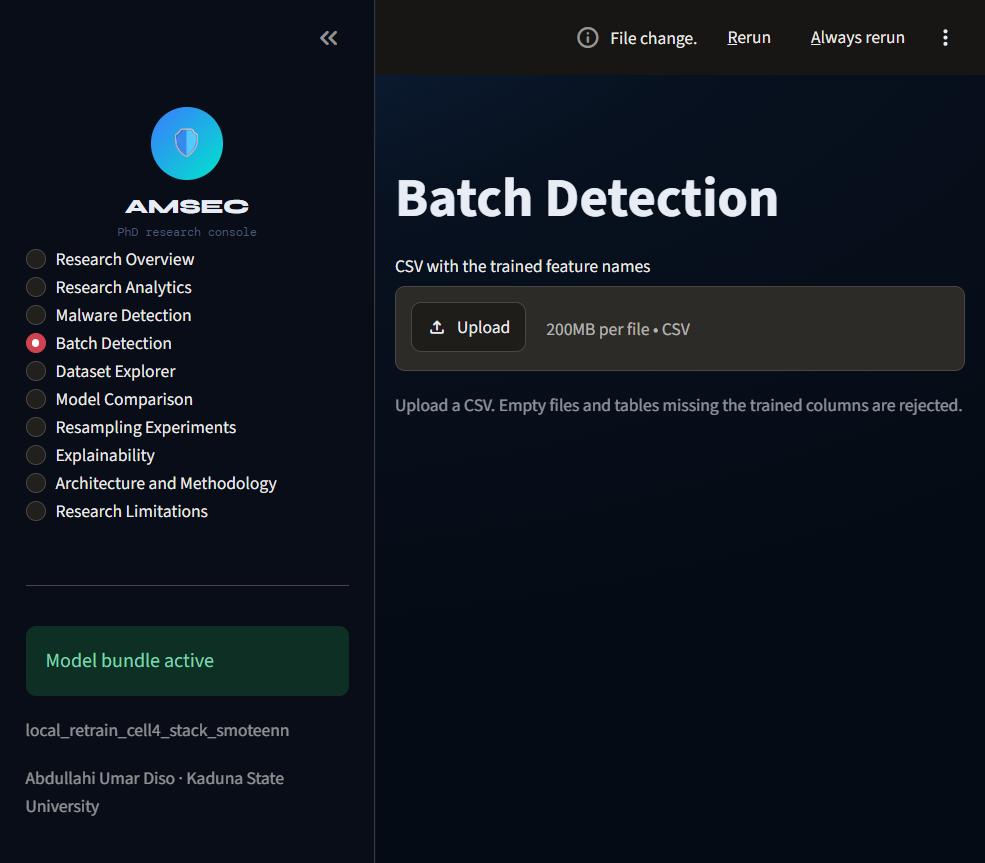 File change.
Rerun
Always rerun
AMSEC
PhD research console
Research Overview
Research Analytics
Malware Detection
Batch Detection
Dataset Explorer
Model Comparison
Resampling Experiments
Explainability
Architecture and Methodology
Research Limitations
Model bundle active
local_retrain_cell4_stack_smoteenn
Abdullahi Umar Diso · Kaduna State
University
Batch Detection
CSV with the trained feature names
Upload
200MB per file • CSV
Upload a CSV. Empty files and tables missing the trained columns are rejected.